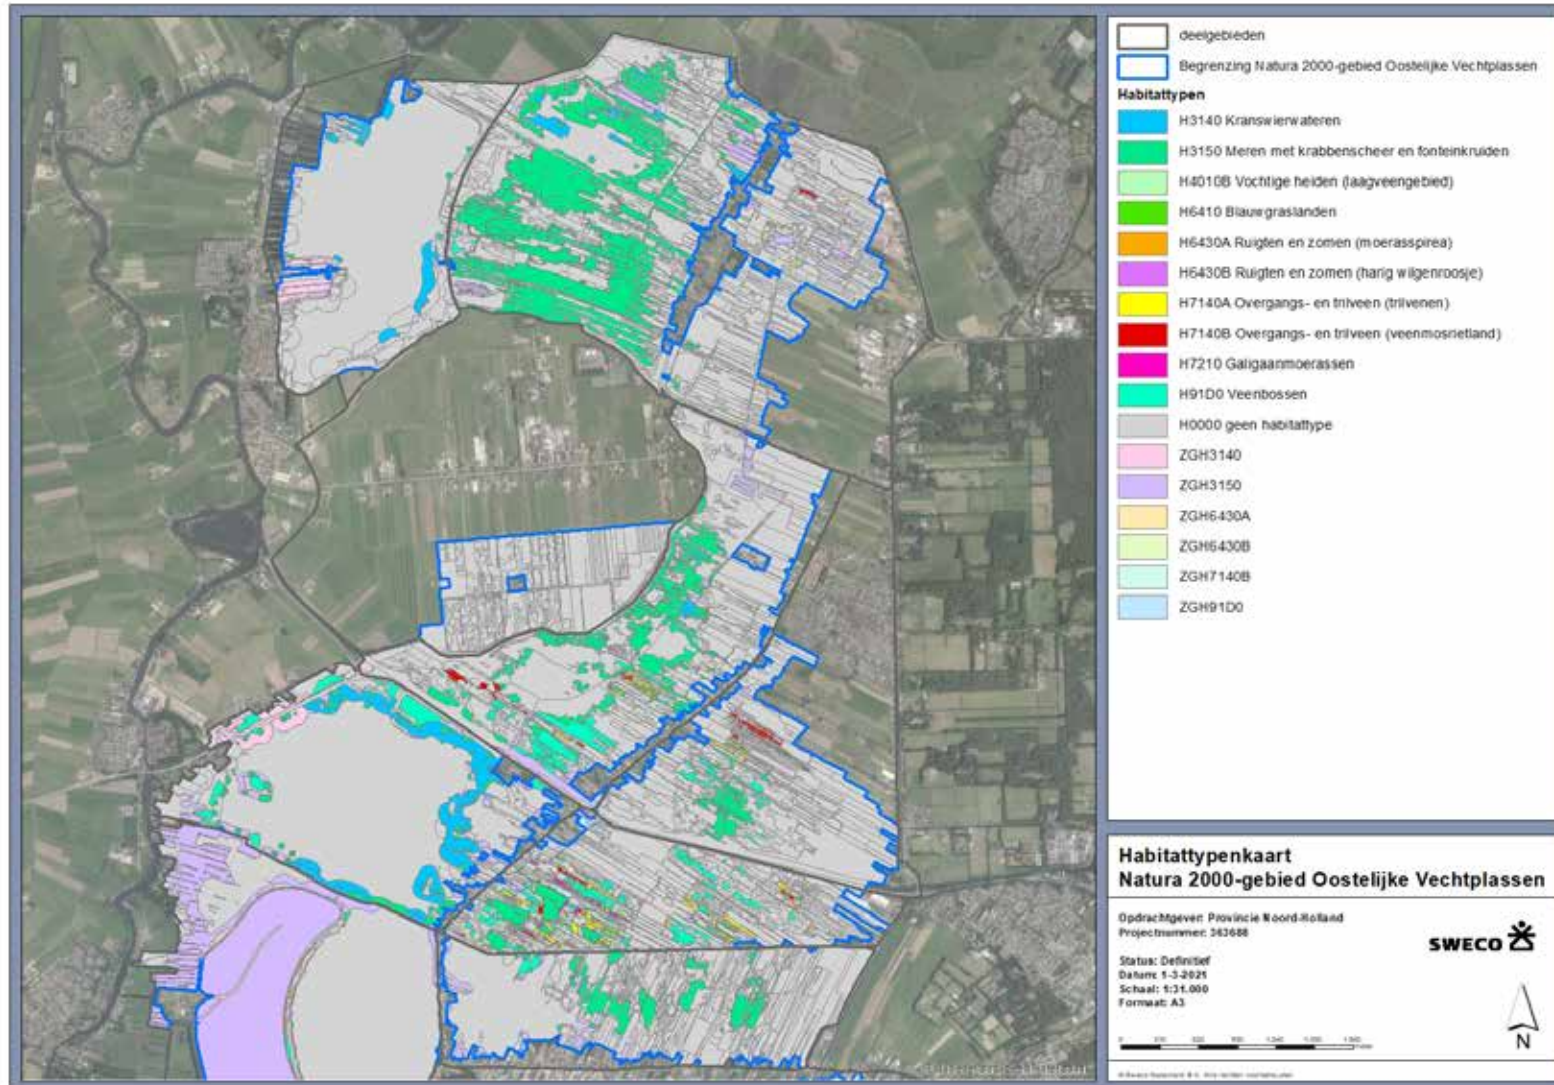 deelgebieden
Begrenzing Natura 2000-gebied Oostelijke Vechtplassen
Habitattypen
H3140 Kranswierwateren
H3150 Meren met krabbenscheer en fonteinkruiden
H4010B Vochtige heiden (laagveengebied)
H6410 Blauwgraslanden
H6430A Ruigten en zomen (moerasspirea)
H6430B Ruigten en zomen (harig wilgenroosje)
H7140A Overgangs- en trilveen (trilvenen)
H7140B Overgangs- en trilveen (veenmosrietland)
H7210 Galigaanmoerassen
H91D0 Veenbossen
H0000 geen habitattype
ZGH3140
ZGH3150
ZGH6430A
ZGH6430B
ZGH7140B
ZGH91D0
Habitattypenkaart
Natura 2000-gebied Oostelijke Vechtplassen
Opdrachtgever: Provincie Noord-Holland
Projectnummer: 363688
SWECO
Status: Definitief
Datum: 1-3-2021
Schaal: 1:31.000
Formaat: A3
N